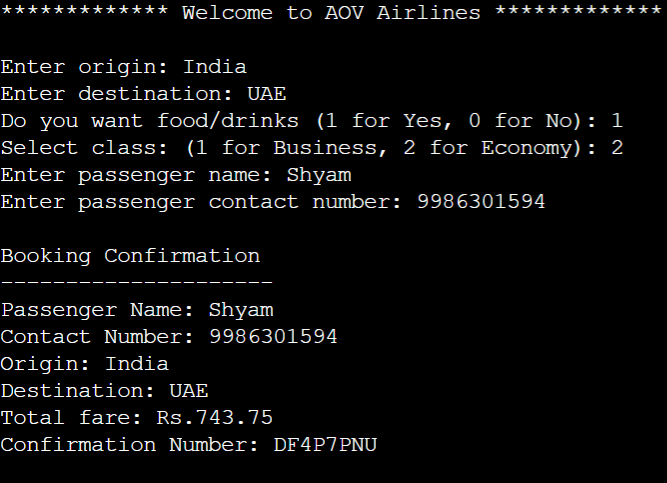 ************* Welcome to AOV Airlines *************
Enter origin: India
Enter destination: UAE
Do you want food/drinks (1 for Yes, 0 for No): 1
Select class: (1 for Business, 2 for Economy): 2
Enter passenger name: Shyam
Enter passenger contact number: 9986301594
Booking Confirmation
---------------------
Passenger Name: Shyam
Contact Number: 9986301594
Origin: India
Destination: UAE
Total fare: Rs.743.75
Confirmation Number: DF4P7PNU